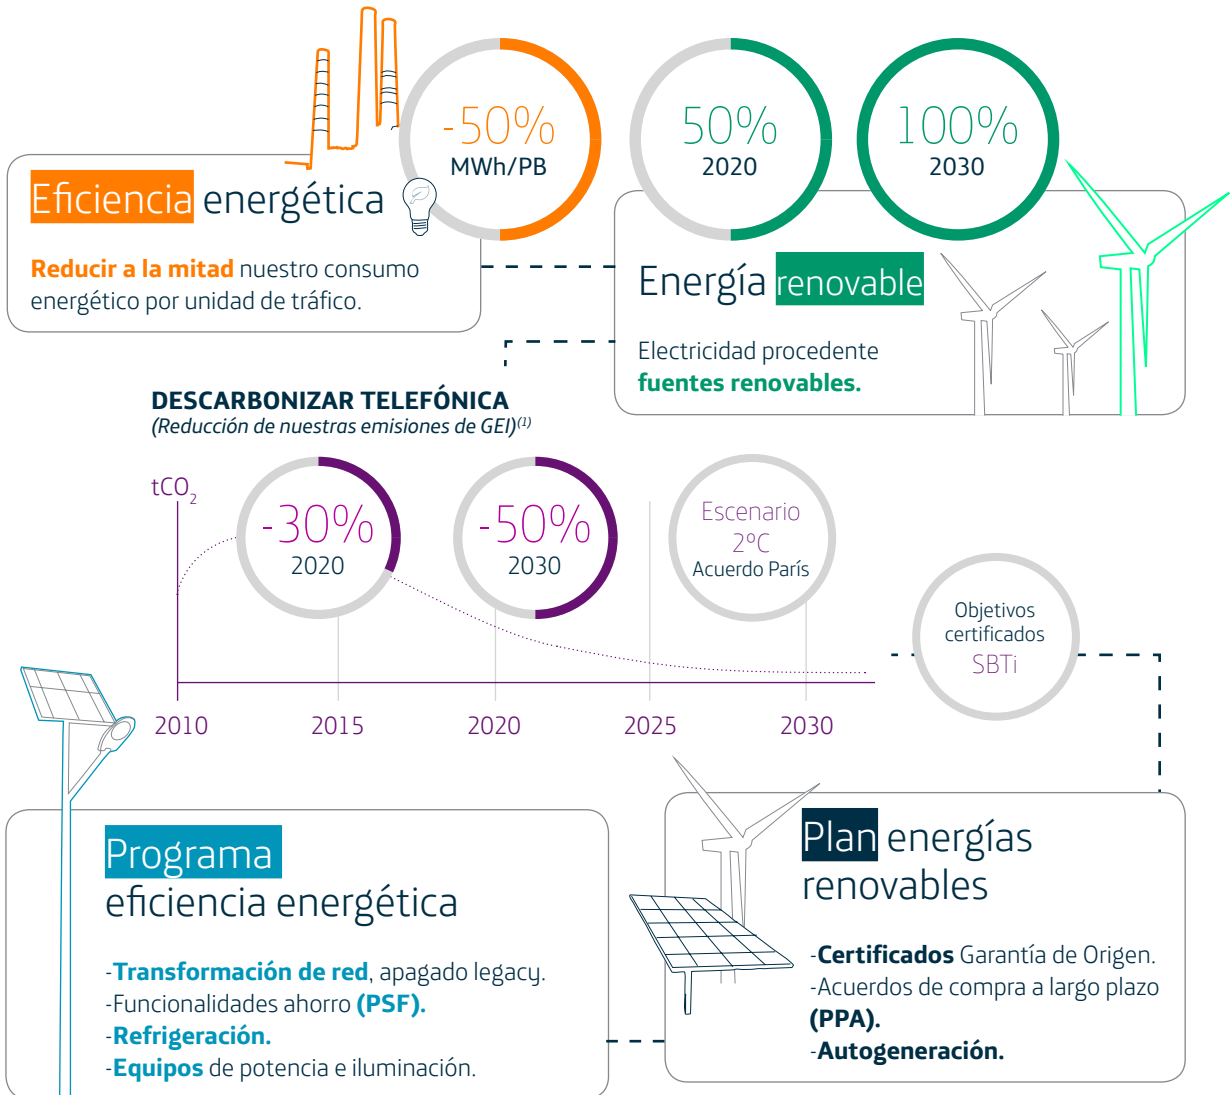 -50%
MWh/PB
50%
2020
100%
2030
Eficiencia energética
Reducir a la mitad nuestro consumo
energético por unidad de tráfico.
Energía renovable
Electricidad procedente
fuentes renovables.
DESCARBONIZAR TELEFÓNICA
(Reducción de nuestras emisiones de GEI)(1)
tCO2
-30%
2020
-50%
2030
Escenario
2ºC
Acuerdo París
Objetivos
certificados
SBTi
2010
2015
2020
2025
2030
Programa
eficiencia energética
-Transformación de red, apagado legacy.
-Funcionalidades ahorro (PSF).
-Refrigeración.
-Equipos de potencia e iluminación.
Plan energías
renovables
-Certificados Garantía de Origen.
-Acuerdos de compra a largo plazo
(PPA).
-Autogeneración.